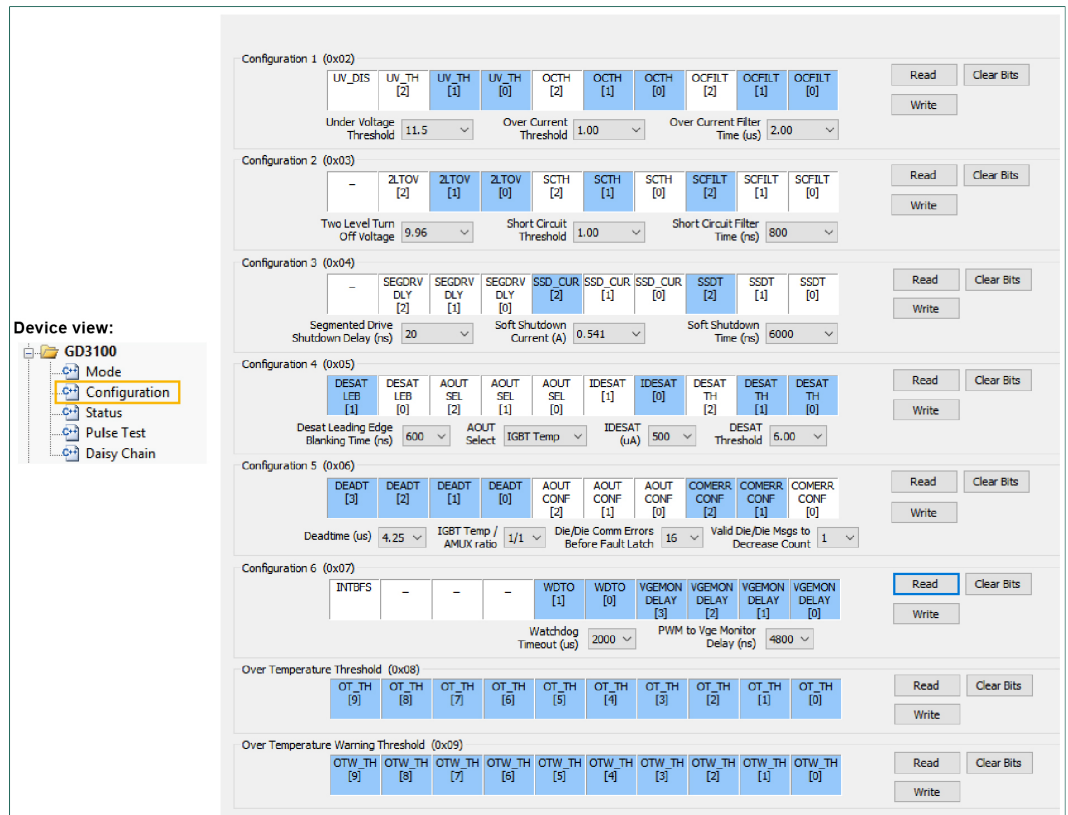 Configuration 1 (0x02)
UV_DIS UV_TH [2] UV_TH [1] UV_TH [0] OCTH [2] OCTH [1] OCTH [0] OCFILT [2] OCFILT [1] OCFILT [0]
Read Clear Bits
Write
Under Voltage Threshold 11.5 Over Current Threshold 1.00 Over Current Filter Time (us) 2.00
Configuration 2 (0x03)
– 2LTOV [2] 2LTOV [1] 2LTOV [0] SCTH [2] SCTH [1] SCTH [0] SCFILT [2] SCFILT [1] SCFILT [0]
Read Clear Bits
Write
Two Level Turn Off Voltage 9.96 Short Circuit Threshold 1.00 Short Circuit Filter Time (ns) 800
Configuration 3 (0x04)
– SEGDRV DLY [2] SEGDRV DLY [1] SEGDRV DLY [0] SSD_CUR [2] SSD_CUR [1] SSD_CUR [0] SSDT [2] SSDT [1] SSDT [0]
Read Clear Bits
Write
Segmented Drive Shutdown Delay (ns) 20 Soft Shutdown Current (A) 0.541 Soft Shutdown Time (ns) 6000
Device view:
GD3100
Mode
Configuration
Status
Pulse Test
Daisy Chain
Configuration 4 (0x05)
DESAT LEB [1] DESAT LEB [0] AOUT SEL [2] AOUT SEL [1] AOUT SEL [0] IDESAT [1] IDESAT [0] DESAT TH [2] DESAT TH [1] DESAT TH [0]
Read Clear Bits
Write
Desat Leading Edge Blanking Time (ns) 600 AOUT Select IGBT Temp IDESAT (uA) 500 DESAT Threshold 6.00
Configuration 5 (0x06)
DEADT [3] DEADT [2] DEADT [1] DEADT [0] AOUT CONF [2] AOUT CONF [1] AOUT CONF [0] COMERR CONF [2] COMERR CONF [1] COMERR CONF [0]
Read Clear Bits
Write
Deadtime (us) 4.25 IGBT Temp / AMUX ratio 1/1 Die/Die Comm Errors Before Fault Latch 16 Valid Die/Die Msgs to Decrease Count 1
Configuration 6 (0x07)
INTBFS – – – WDTO [1] WDTO [0] VGEMON DELAY [3] VGEMON DELAY [2] VGEMON DELAY [1] VGEMON DELAY [0]
Read Clear Bits
Write
Watchdog Timeout (us) 2000 PWM to Vge Monitor Delay (ns) 4800
Over Temperature Threshold (0x08)
OT_TH [9] OT_TH [8] OT_TH [7] OT_TH [6] OT_TH [5] OT_TH [4] OT_TH [3] OT_TH [2] OT_TH [1] OT_TH [0]
Read Clear Bits
Write
Over Temperature Warning Threshold (0x09)
OTW_TH [9] OTW_TH [8] OTW_TH [7] OTW_TH [6] OTW_TH [5] OTW_TH [4] OTW_TH [3] OTW_TH [2] OTW_TH [1] OTW_TH [0]
Read Clear Bits
Write